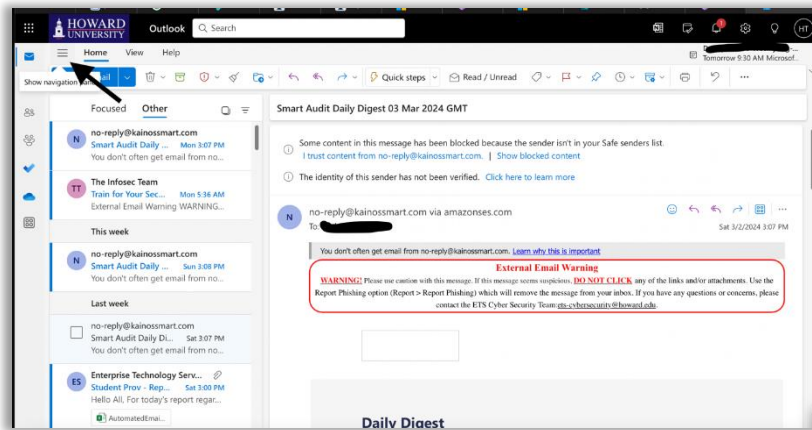 HOWARD
UNIVERSITY
Outlook
Search
1
HT
Home View Help
Tomorrow 9:30 AM Microsof...
Show navigation pane
Quick steps
Read / Unread
Focused Other
Smart Audit Daily Digest 03 Mar 2024 GMT
N
no-reply@kainossmart.com
Smart Audit Daily ... Mon 3:07 PM
You don't often get email from no...
TT
The Infosec Team
Train for Your Sec... Mon 5:36 AM
External Email Warning WARNING...
This week
N
no-reply@kainossmart.com
Smart Audit Daily ... Sun 3:08 PM
You don't often get email from no...
Last week
no-reply@kainossmart.com
Smart Audit Daily Di... Sat 3:07 PM
You don't often get email from no...
ES
Enterprise Technology Serv...
Student Prov - Rep... Sat 3:00 PM
Hello All, For today's report regar...
AutomatedEmai...
Some content in this message has been blocked because the sender isn't in your Safe senders list.
I trust content from no-reply@kainossmart.com. | Show blocked content
The identity of this sender has not been verified. Click here to learn more
N
no-reply@kainossmart.com via amazonses.com
To:
Sat 3/2/2024 3:07 PM
You don't often get email from no-reply@kainossmart.com. Learn why this is important
External Email Warning
WARNING! Please use caution with this message. If this message seems suspicious, DO NOT CLICK any of the links and/or attachments. Use the
Report Phishing option (Report > Report Phishing) which will remove the message from your inbox. If you have any questions or concerns, please
contact the ETS Cyber Security Team:ets-cybersecurity@howard.edu.
Daily Digest